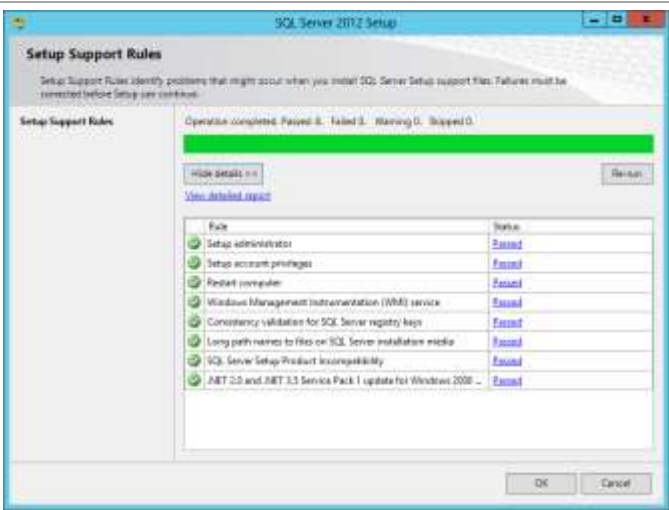 SQL Server 2012 Setup
Setup Support Rules
Setup Support Rules identify problems that might occur when you install SQL Server Setup support files. Failures must be
corrected before Setup can continue.
Setup Support Rules
Operation completed. Passed: 8. Failed 0. Warning 0. Skipped 0.
Hide details <<
Re-run
View detailed report
Rule Status
Setup administrator Passed
Setup account privileges Passed
Restart computer Passed
Windows Management Instrumentation (WMI) service Passed
Consistency validation for SQL Server registry keys Passed
Long path names to files on SQL Server installation media Passed
SQL Server Setup Product Incompatibility Passed
.NET 2.0 and .NET 3.5 Service Pack 1 update for Windows 2008 ... Passed
OK Cancel